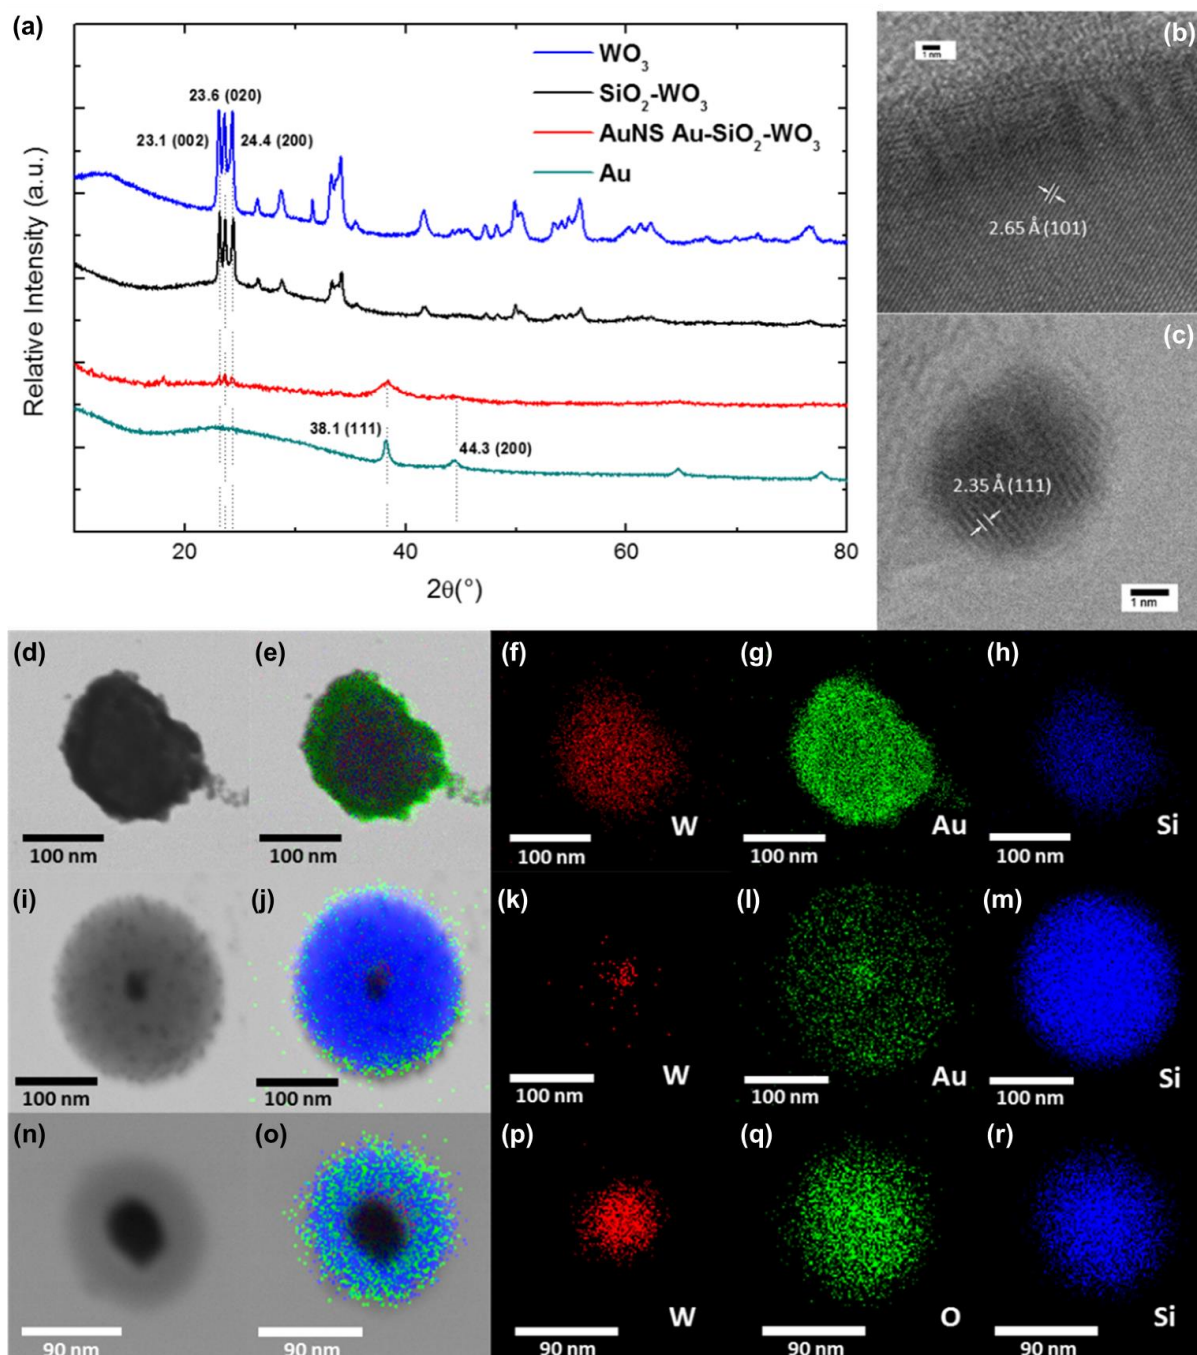 (a)
WO3
SiO2-WO3
AuNS Au-SiO2-WO3
Au
23.6 (020)
23.1 (002)
24.4 (200)
38.1 (111)
44.3 (200)
Relative Intensity (a.u.)
20
40
60
80
2θ(°)
(b)
1 nm
2.65 Å (101)
(c)
2.35 Å (111)
1 nm
(d)
100 nm
(e)
100 nm
(f)
W
100 nm
(g)
Au
100 nm
(h)
Si
100 nm
(i)
100 nm
(j)
100 nm
(k)
W
100 nm
(l)
Au
100 nm
(m)
Si
100 nm
(n)
90 nm
(o)
90 nm
(p)
W
90 nm
(q)
O
90 nm
(r)
Si
90 nm